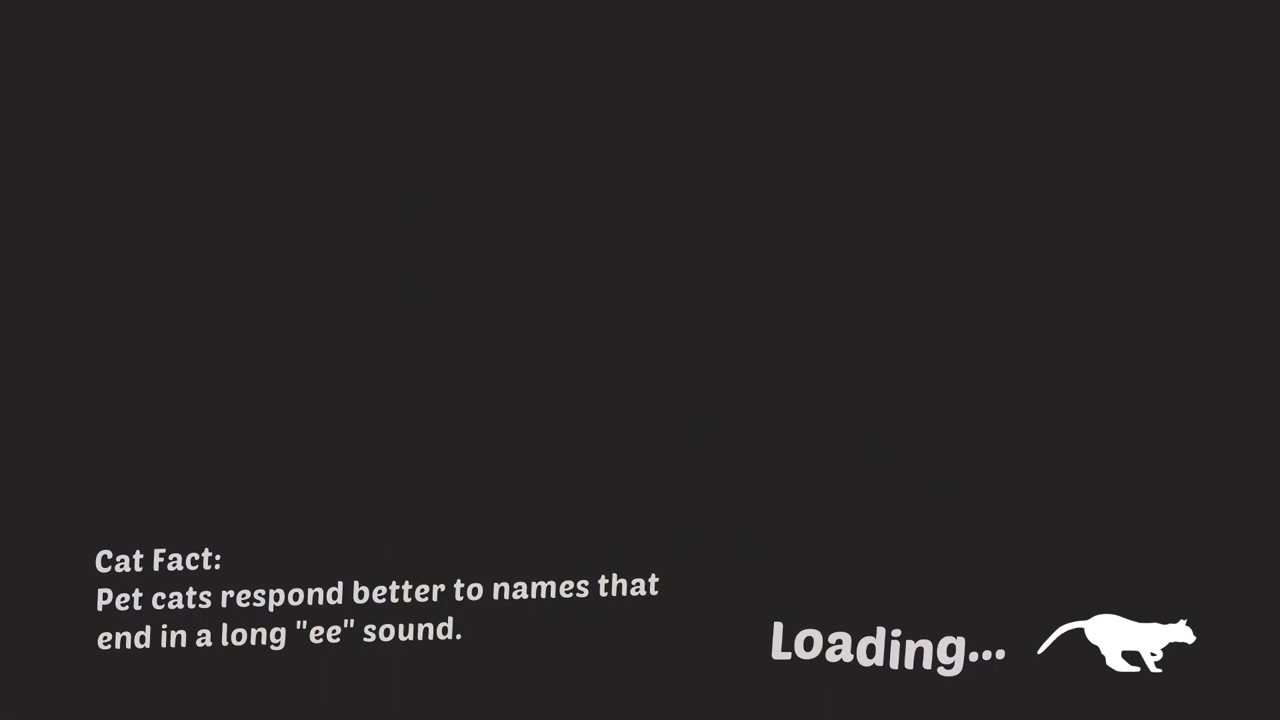 Cat Fact:
Pet cats respond better to names that
end in a long "ee" sound.
Loading...